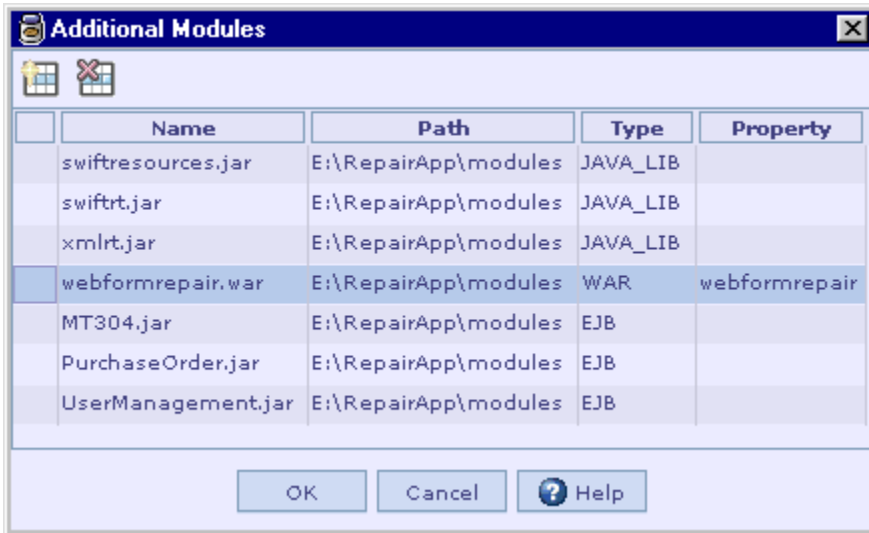 Additional Modules
Name Path Type Property
swiftresources.jar E:\RepairApp\modules JAVA_LIB
swiftrt.jar E:\RepairApp\modules JAVA_LIB
xmlrt.jar E:\RepairApp\modules JAVA_LIB
webformrepair.war E:\RepairApp\modules WAR webformrepair
MT304.jar E:\RepairApp\modules EJB
PurchaseOrder.jar E:\RepairApp\modules EJB
UserManagement.jar E:\RepairApp\modules EJB
OK Cancel ? Help